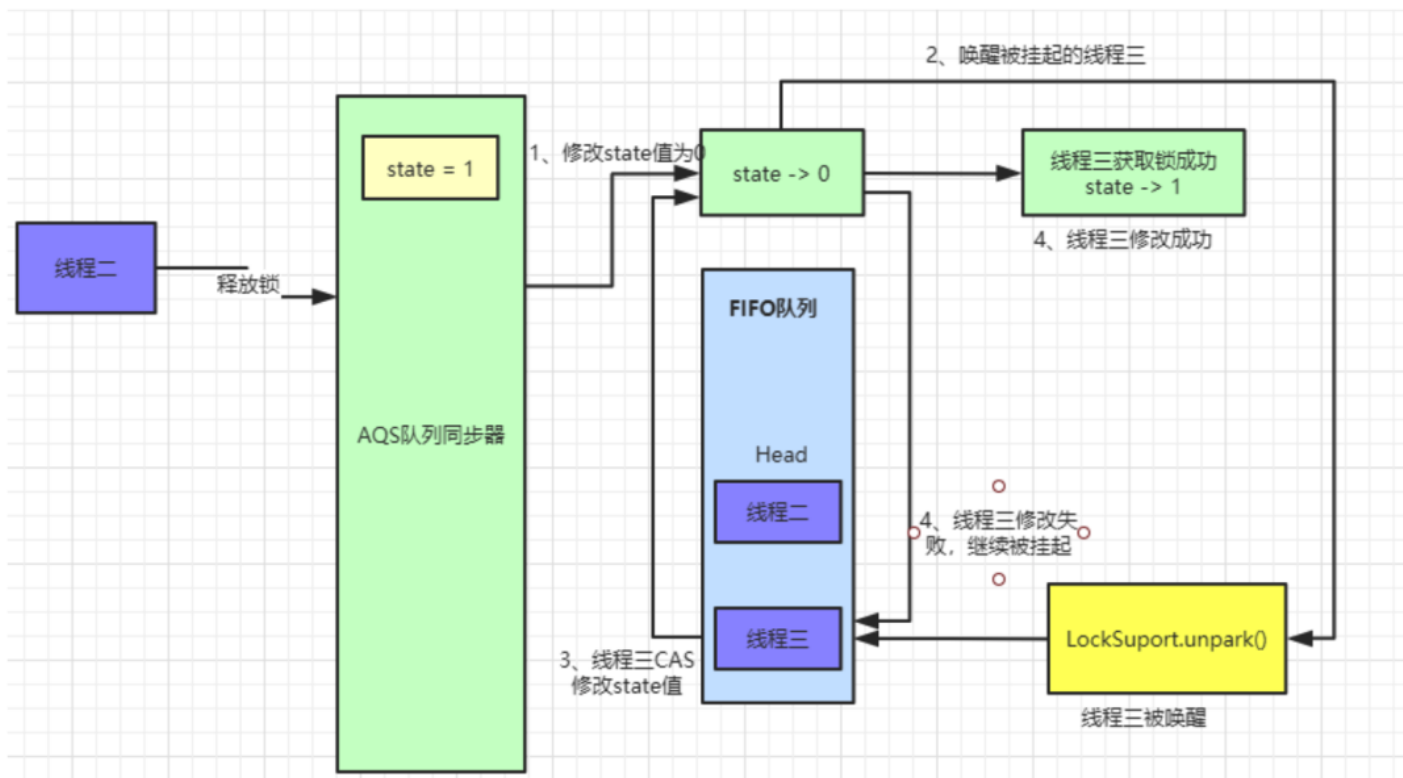 2、唤醒被挂起的线程三
state = 1
1、修改state值为0
state -> 0
线程三获取锁成功
state -> 1
4、线程三修改成功
线程二
释放锁
FIFO队列
AQS队列同步器
Head
线程二
4、线程三修改失
败，继续被挂起
线程三
LockSuport.unpark()
3、线程三CAS
修改state值
线程三被唤醒